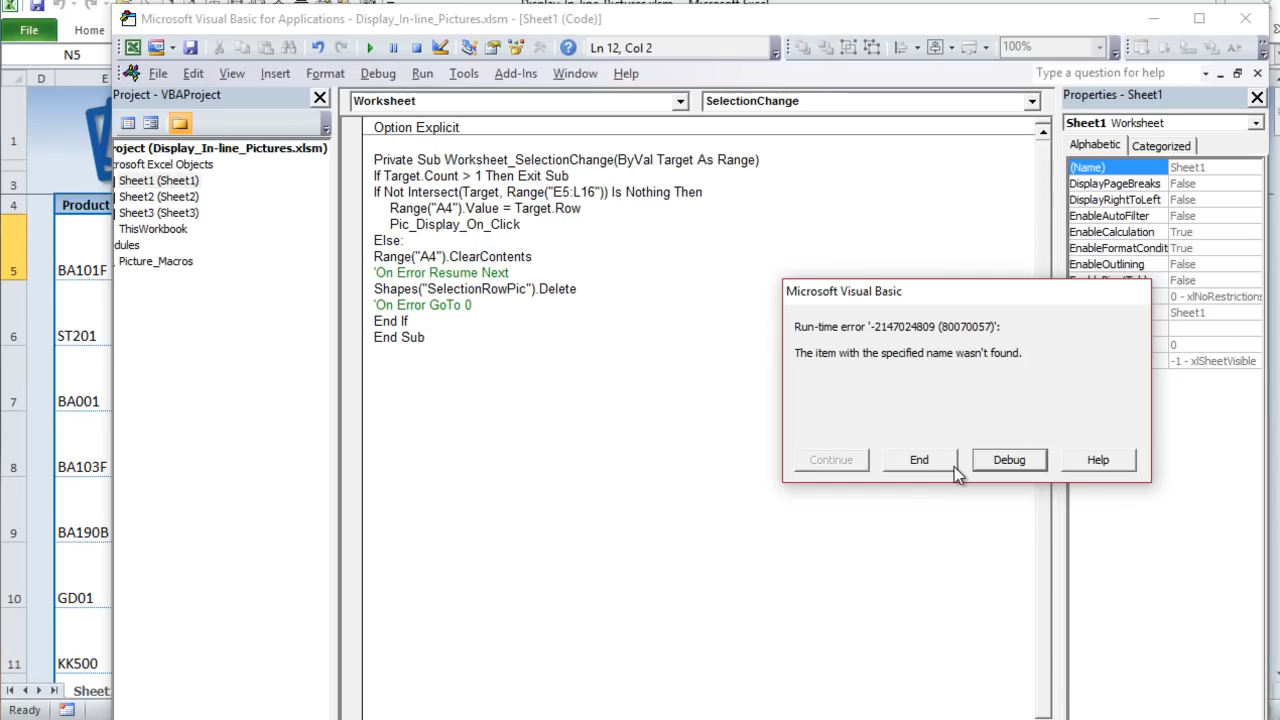 Display_In-line_Pictures.xlsm - Microsoft Excel
Microsoft Visual Basic for Applications - Display_In-line_Pictures.xlsm - [Sheet1 (Code)]
File Home
Ln 12, Col 2
100%
N5
File Edit View Insert Format Debug Run Tools Add-Ins Window Help
Type a question for help
Project - VBAProject
Worksheet
SelectionChange
Properties - Sheet1
Sheet1 Worksheet
Alphabetic Categorized
(Name) Sheet1
DisplayPageBreaks False
DisplayRightToLeft False
EnableAutoFilter False
EnableCalculation True
EnableFormatCondit True
EnableOutlining False
False
0 - xlNoRestrictions
Sheet1
0
-1 - xlSheetVisible
roject (Display_In-line_Pictures.xlsm)
rosoft Excel Objects
Sheet1 (Sheet1)
Sheet2 (Sheet2)
Sheet3 (Sheet3)
ThisWorkbook
dules
Picture_Macros
Option Explicit
Private Sub Worksheet_SelectionChange(ByVal Target As Range)
If Target.Count > 1 Then Exit Sub
If Not Intersect(Target, Range("E5:L16")) Is Nothing Then
Range("A4").Value = Target.Row
Pic_Display_On_Click
Else:
Range("A4").ClearContents
'On Error Resume Next
Shapes("SelectionRowPic").Delete
'On Error GoTo 0
End If
End Sub
Microsoft Visual Basic
Run-time error '-2147024809 (80070057)':
The item with the specified name wasn't found.
Continue End Debug Help
D E
1
3
4 Product
5 BA101F
6 ST201
7 BA001
8 BA103F
9 BA190B
10 GD01
11 KK500
Sheet
Ready